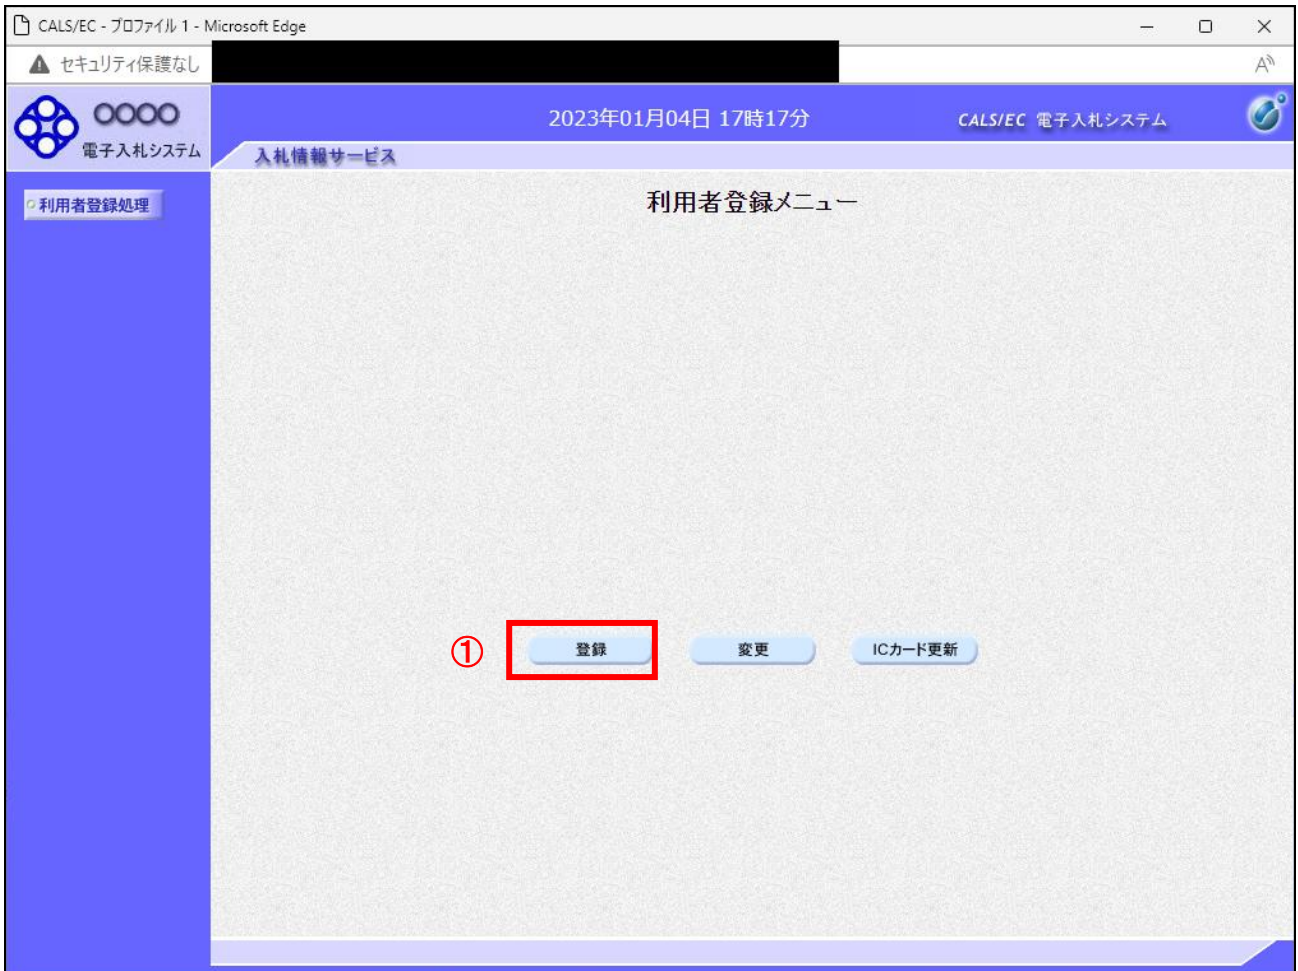 CALS/EC - プロファイル 1 - Microsoft Edge
セキュリティ保護なし
A
〇〇〇〇
電子入札システム
2023年01月04日 17時17分
CALS/EC 電子入札システム
入札情報サービス
利用者登録処理
利用者登録メニュー
① 登録 変更 ICカード更新